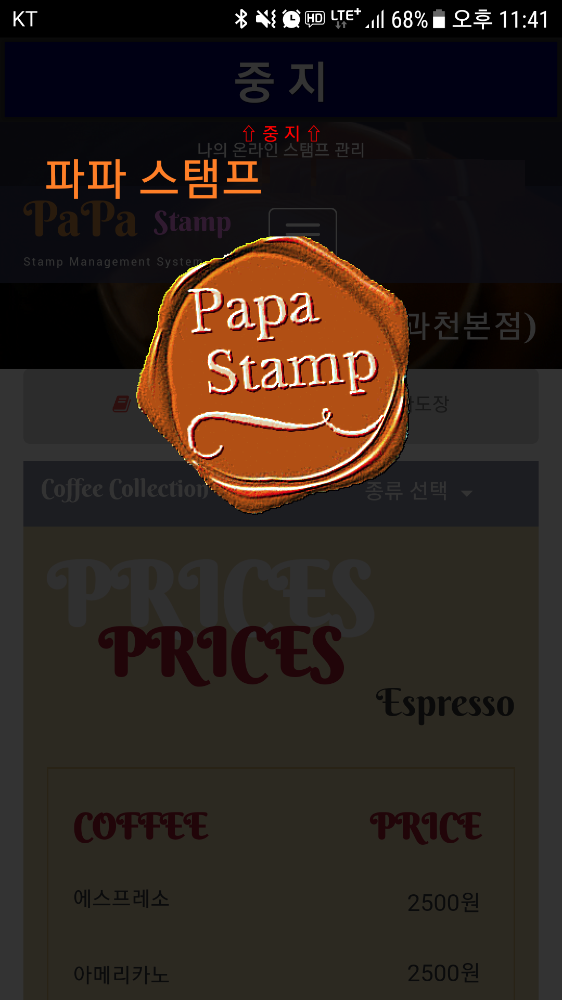 KT HD LTE+ 68% 오후 11:41
중 지
⇧ 중 지 ⇧
나의 온라인 스탬프 관리
파파 스탬프
PaPa Stamp
Stamp Management System
Papa
Stamp
과천본점)
도장
Coffee Collection 종류 선택
PRICES
PRICES
Espresso
COFFEE PRICE
에스프레소 2500원
아메리카노 2500원